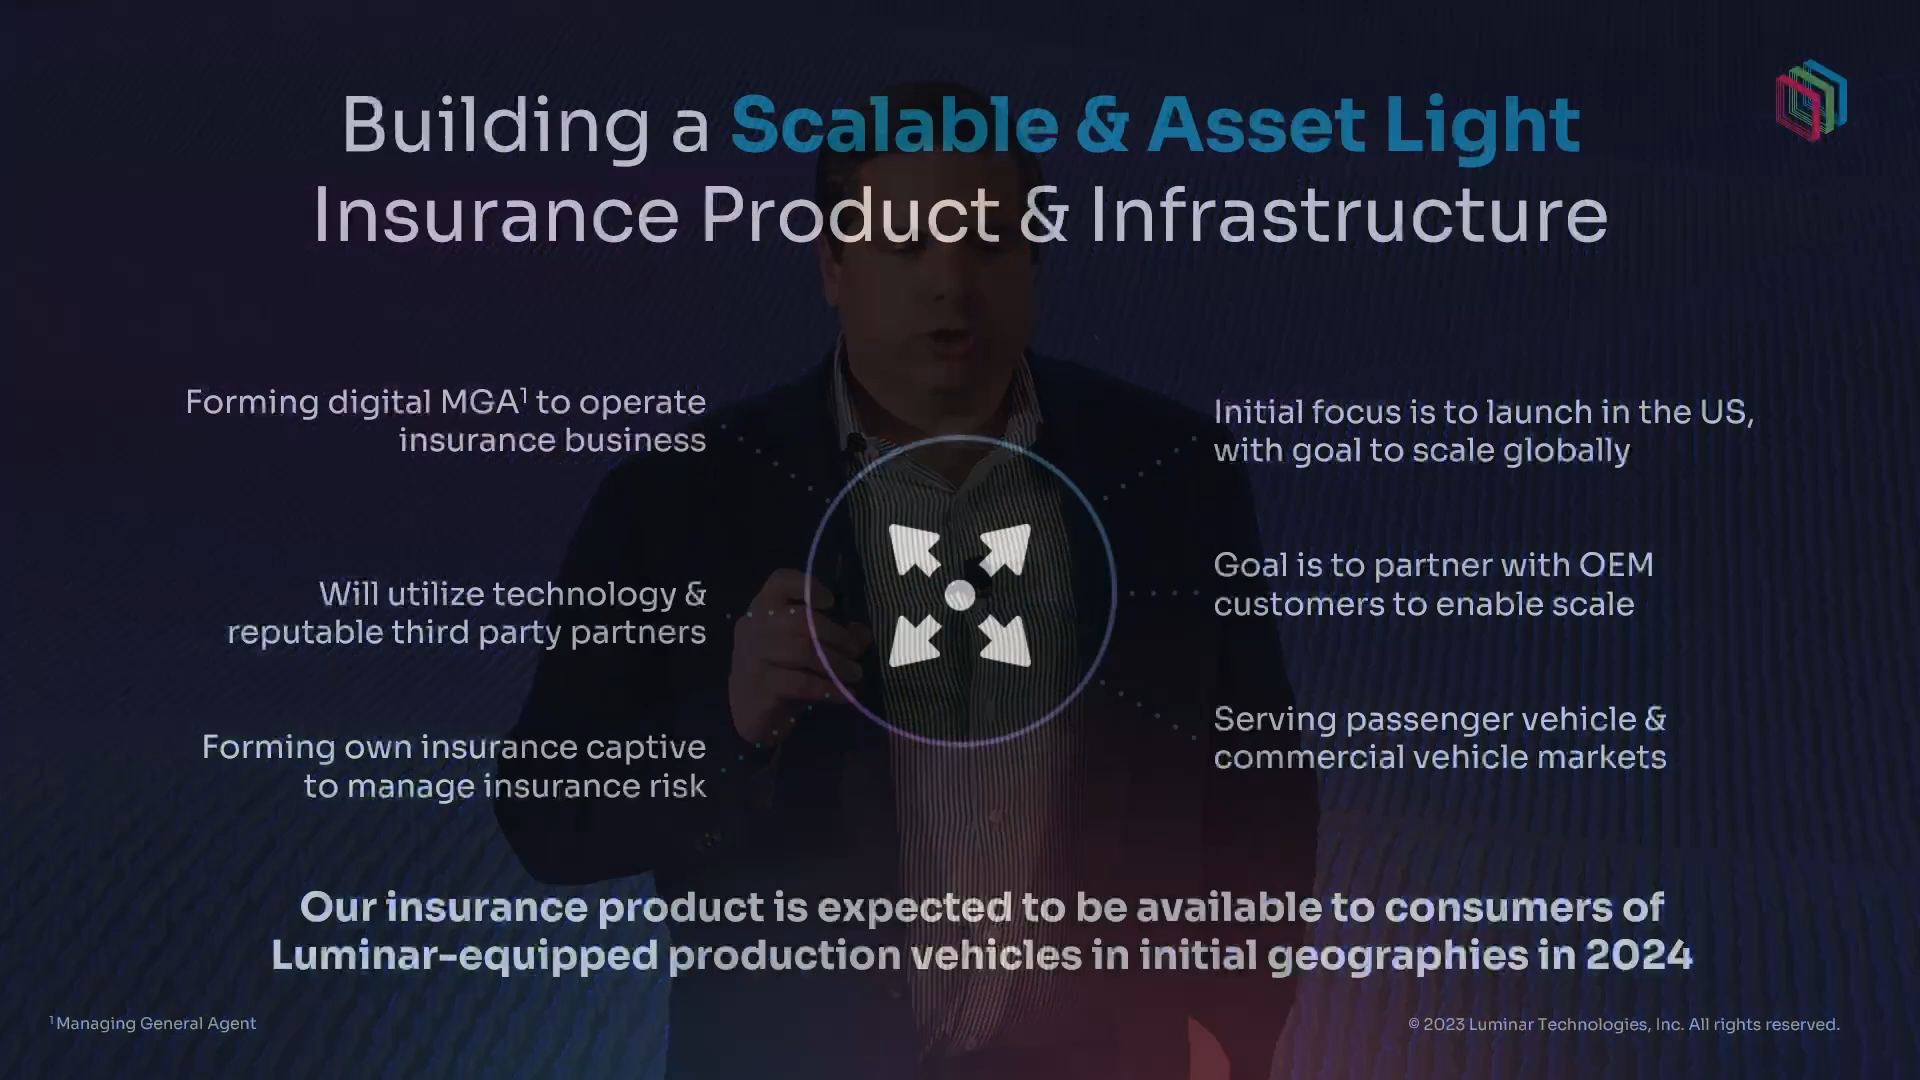 Building a Scalable & Asset Light
Insurance Product & Infrastructure
Forming digital MGA¹ to operate
insurance business
Will utilize technology &
reputable third party partners
Forming own insurance captive
to manage insurance risk
Initial focus is to launch in the US,
with goal to scale globally
Goal is to partner with OEM
customers to enable scale
Serving passenger vehicle &
commercial vehicle markets
Our insurance product is expected to be available to consumers of
Luminar-equipped production vehicles in initial geographies in 2024
¹ Managing General Agent
© 2023 Luminar Technologies, Inc. All rights reserved.